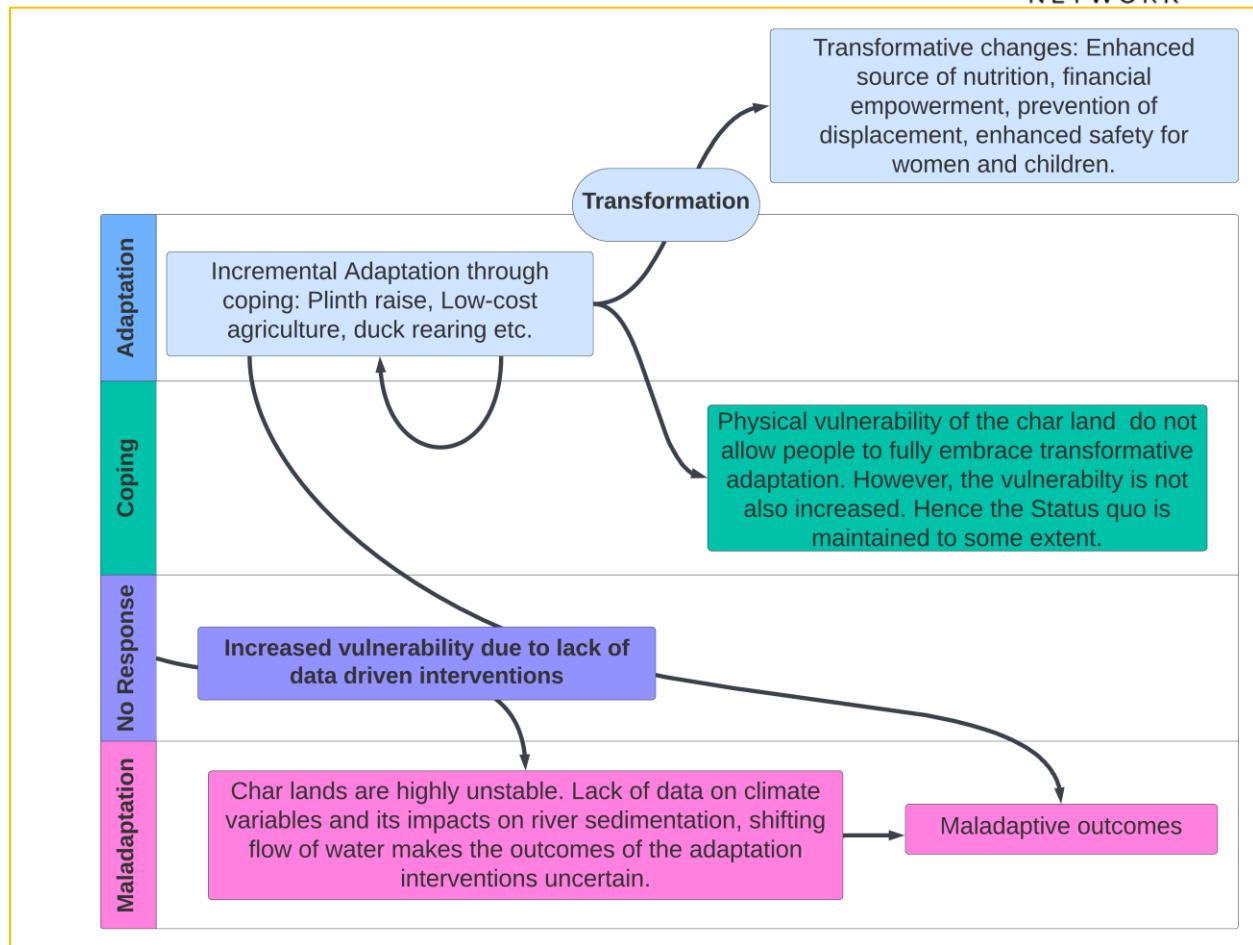 NETWORK
Transformative changes: Enhanced
source of nutrition, financial
empowerment, prevention of
displacement, enhanced safety for
women and children.
Transformation
Adaptation
Incremental Adaptation through
coping: Plinth raise, Low-cost
agriculture, duck rearing etc.
Coping
Physical vulnerability of the char land do not
allow people to fully embrace transformative
adaptation. However, the vulnerabilty is not
also increased. Hence the Status quo is
maintained to some extent.
No Response
Increased vulnerability due to lack of
data driven interventions
Maladaptation
Char lands are highly unstable. Lack of data on climate
variables and its impacts on river sedimentation, shifting
flow of water makes the outcomes of the adaptation
interventions uncertain.
Maladaptive outcomes